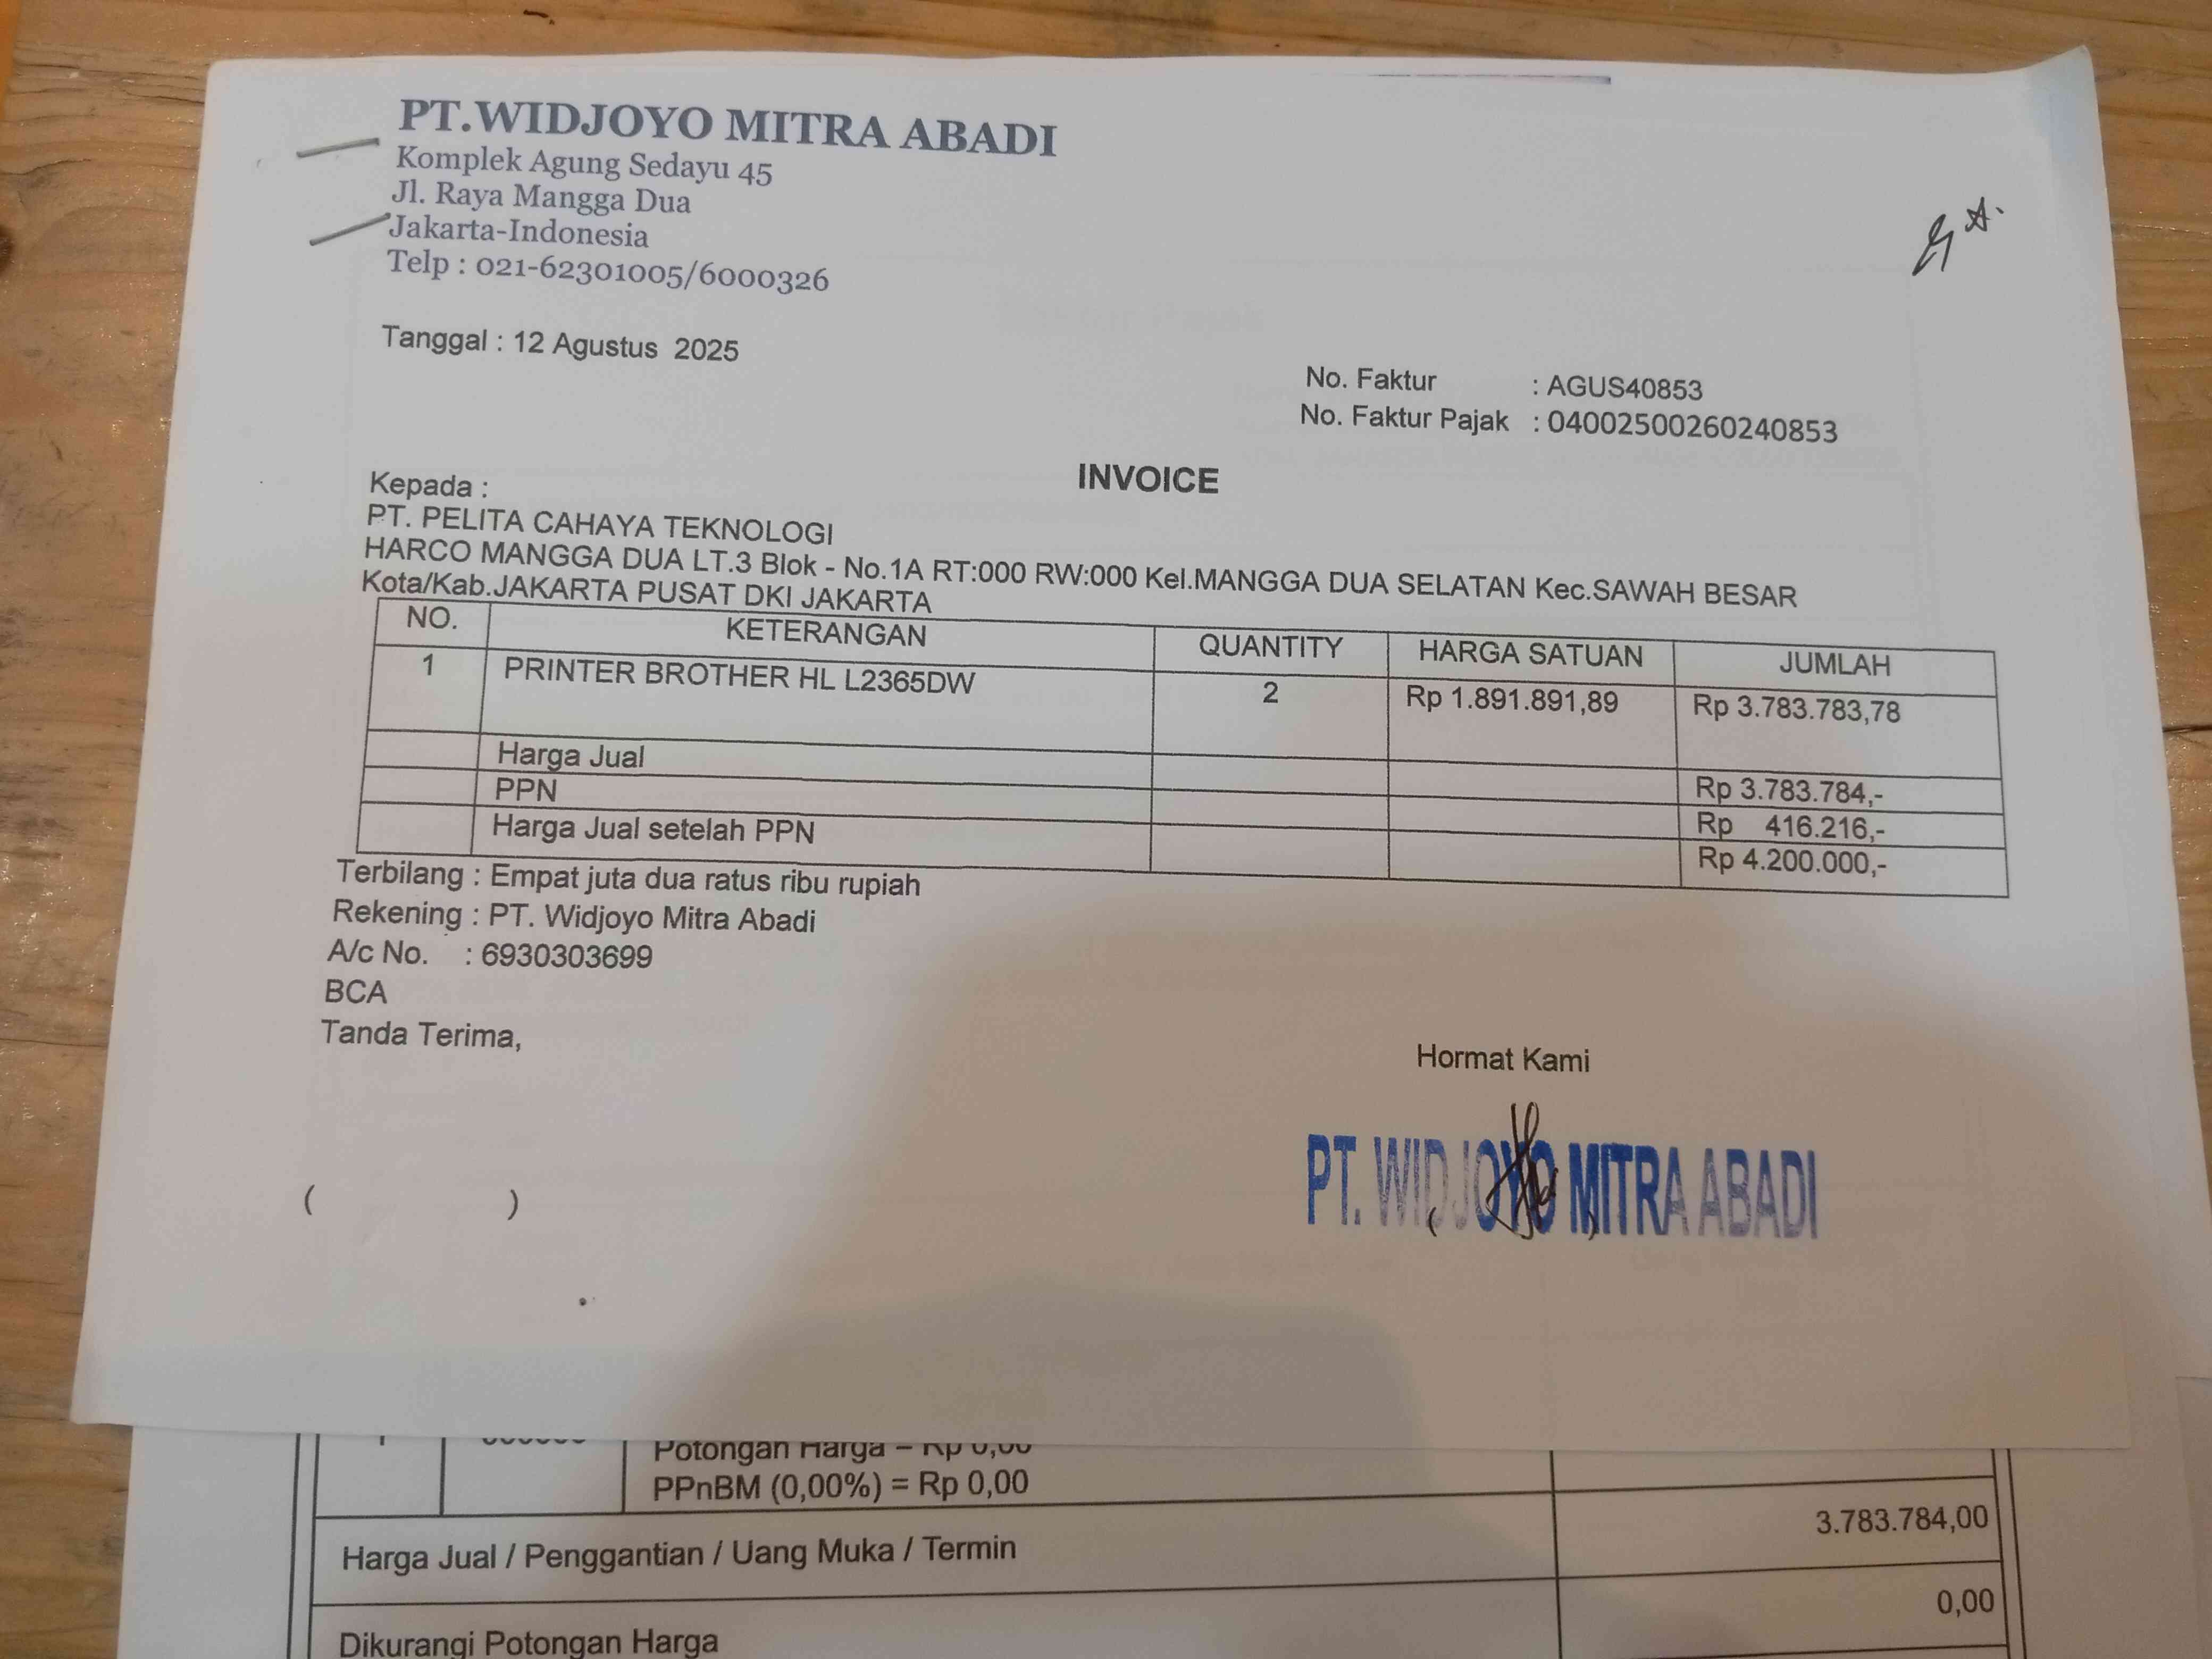 PT.WIDJOYO MITRA ABADI
Komplek Agung Sedayu 45
Jl. Raya Mangga Dua
Jakarta-Indonesia
Telp : 021-62301005/6000326
Tanggal : 12 Agustus 2025
No. Faktur : AGUS40853
No. Faktur Pajak : 04002500260240853
INVOICE
Kepada :
PT. PELITA CAHAYA TEKNOLOGI
HARCO MANGGA DUA LT.3 Blok - No.1A RT:000 RW:000 Kel.MANGGA DUA SELATAN Kec.SAWAH BESAR
Kota/Kab.JAKARTA PUSAT DKI JAKARTA
NO. KETERANGAN QUANTITY HARGA SATUAN JUMLAH
1 PRINTER BROTHER HL L2365DW 2 Rp 1.891.891,89 Rp 3.783.783,78
Harga Jual Rp 3.783.784,-
PPN Rp 416.216,-
Harga Jual setelah PPN Rp 4.200.000,-
Terbilang : Empat juta dua ratus ribu rupiah
Rekening : PT. Widjoyo Mitra Abadi
A/c No. : 6930303699
BCA
Tanda Terima,
Hormat Kami
PT. WIDJOYO MITRA ABADI
( )
Potongan Harga = Rp 0,00
PPnBM (0,00%) = Rp 0,00
Harga Jual / Penggantian / Uang Muka / Termin 3.783.784,00
Dikurangi Potongan Harga 0,00